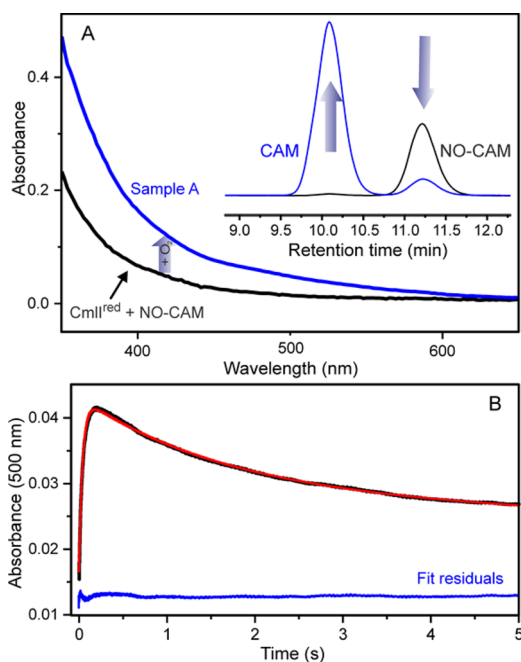 A
0.4
0.2
0.0
Absorbance
Sample A
+ O₂
CmlI^red + NO-CAM
400 500 600
Wavelength (nm)
CAM
NO-CAM
9.0 9.5 10.0 10.5 11.0 11.5 12.0
Retention time (min)
B
0.04
0.03
0.02
0.01
Absorbance (500 nm)
Fit residuals
0 1 2 3 4 5
Time (s)